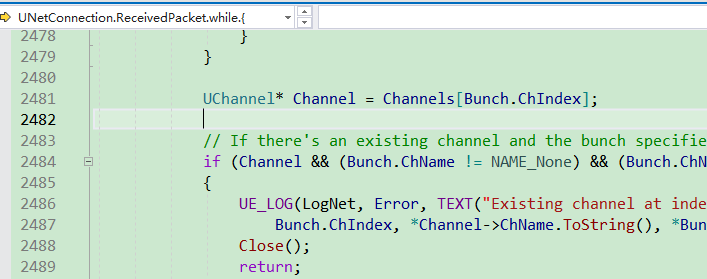 UNetConnection.ReceivedPacket.while.{
2478 }
2479 }
2480
2481 UChannel* Channel = Channels[Bunch.ChIndex];
2482
2483 // If there's an existing channel and the bunch specifie
2484 if (Channel && (Bunch.ChName != NAME_None) && (Bunch.ChN
2485 {
2486 UE_LOG(LogNet, Error, TEXT("Existing channel at inde
2487 Bunch.ChIndex, *Channel->ChName.ToString(), *Bun
2488 Close();
2489 return;